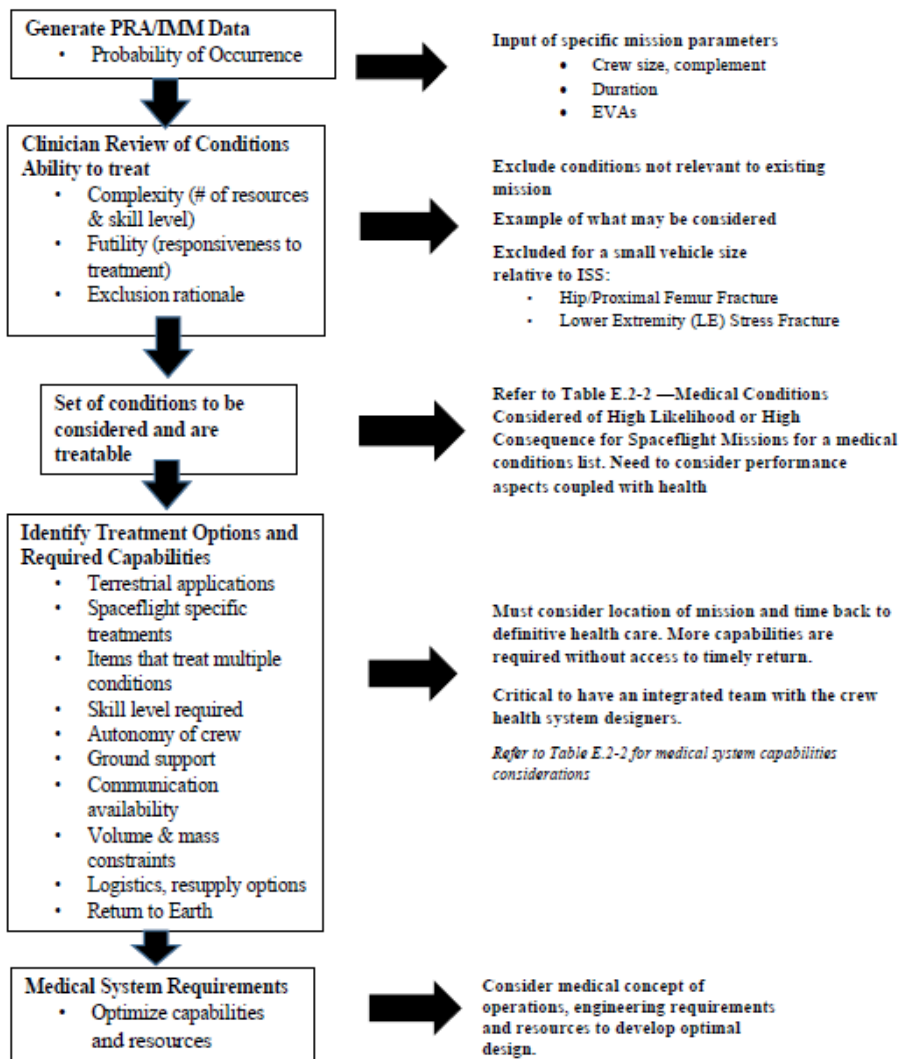 Generate PRA/IMM Data
• Probability of Occurrence
Input of specific mission parameters
• Crew size, complement
• Duration
• EVAs
Clinician Review of Conditions
Ability to treat
• Complexity (# of resources
& skill level)
• Futility (responsiveness to
treatment)
• Exclusion rationale
Exclude conditions not relevant to existing
mission
Example of what may be considered
Excluded for a small vehicle size
relative to ISS:
• Hip/Proximal Femur Fracture
• Lower Extremity (LE) Stress Fracture
Set of conditions to be
considered and are
treatable
Refer to Table E.2-2 —Medical Conditions
Considered of High Likelihood or High
Consequence for Spaceflight Missions for a medical
conditions list. Need to consider performance
aspects coupled with health
Identify Treatment Options and
Required Capabilities
• Terrestrial applications
• Spaceflight specific
treatments
• Items that treat multiple
conditions
• Skill level required
• Autonomy of crew
• Ground support
• Communication
availability
• Volume & mass
constraints
• Logistics, resupply options
• Return to Earth
Must consider location of mission and time back to
definitive health care. More capabilities are
required without access to timely return.
Critical to have an integrated team with the crew
health system designers.
Refer to Table E.2-2 for medical system capabilities
considerations
Medical System Requirements
• Optimize capabilities
and resources
Consider medical concept of
operations, engineering requirements
and resources to develop optimal
design.